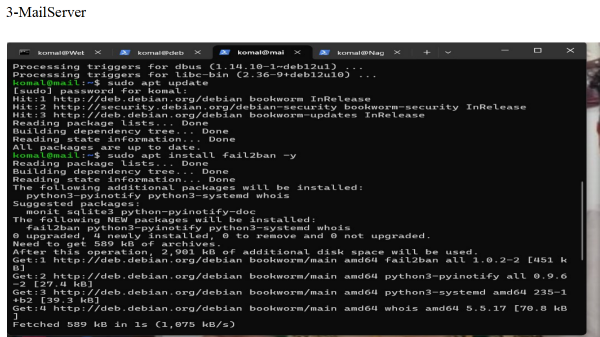 3-MailServer
komal@Wet komal@deb komal@mai komal@Nag
Processing triggers for dbus (1.14.10-1~deb12u1) ...
Processing triggers for libc-bin (2.36-9+deb12u10) ...
komal@mail:~$ sudo apt update
[sudo] password for komal:
Hit:1 http://deb.debian.org/debian bookworm InRelease
Hit:2 http://security.debian.org/debian-security bookworm-security InRelease
Hit:3 http://deb.debian.org/debian bookworm-updates InRelease
Reading package lists... Done
Building dependency tree... Done
Reading state information... Done
All packages are up to date.
komal@mail:~$ sudo apt install fail2ban -y
Reading package lists... Done
Building dependency tree... Done
Reading state information... Done
The following additional packages will be installed:
python3-pyinotify python3-systemd whois
Suggested packages:
monit sqlite3 python-pyinotify-doc
The following NEW packages will be installed:
fail2ban python3-pyinotify python3-systemd whois
0 upgraded, 4 newly installed, 0 to remove and 0 not upgraded.
Need to get 589 kB of archives.
After this operation, 2,901 kB of additional disk space will be used.
Get:1 http://deb.debian.org/debian bookworm/main amd64 fail2ban all 1.0.2-2 [451 k
B]
Get:2 http://deb.debian.org/debian bookworm/main amd64 python3-pyinotify all 0.9.6
-2 [27.4 kB]
Get:3 http://deb.debian.org/debian bookworm/main amd64 python3-systemd amd64 235-1
+b2 [39.3 kB]
Get:4 http://deb.debian.org/debian bookworm/main amd64 whois amd64 5.5.17 [70.8 kB
]
Fetched 589 kB in 1s (1,075 kB/s)